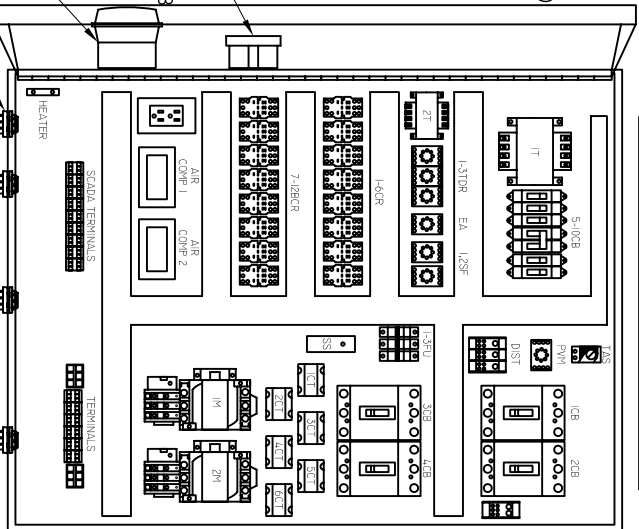 1T
5-10CB
TAS
PVM
DIST
1CB
2CB
2T
1-3TDR
EA
1,2SF
1-3FU
3CB
4CB
1-6CR
SS
1CT
3CT
5CT
7-12BCR
2CT
4CT
6CT
AIR
COMP 1
AIR
COMP 2
1M
2M
SCADA TERMINALS
TERMINALS
HEATER